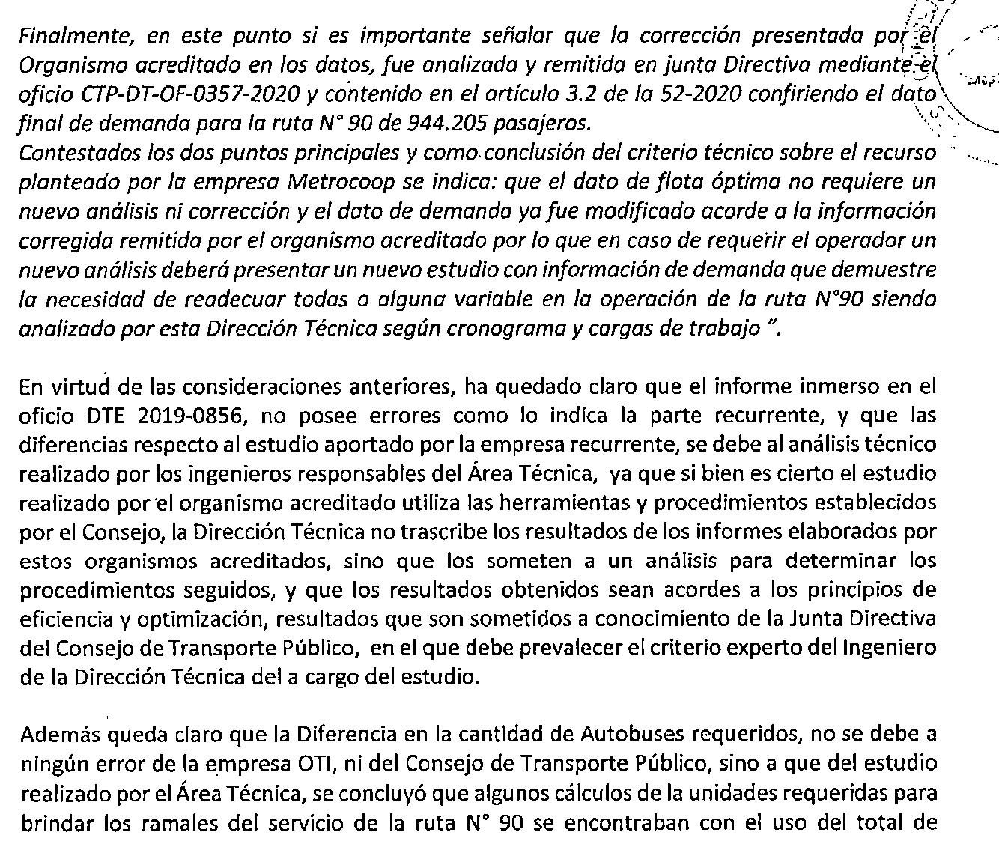 Finalmente, en este punto si es importante señalar que la corrección presentada por el
Organismo acreditado en los datos, fue analizada y remitida en junta Directiva mediante el
oficio CTP-DT-OF-0357-2020 y contenido en el artículo 3.2 de la 52-2020 confiriendo el dato
final de demanda para la ruta N° 90 de 944.205 pasajeros.
Contestados los dos puntos principales y como conclusión del criterio técnico sobre el recurso
planteado por la empresa Metrocoop se indica: que el dato de flota óptima no requiere un
nuevo análisis ni corrección y el dato de demanda ya fue modificado acorde a la información
corregida remitida por el organismo acreditado por lo que en caso de requerir el operador un
nuevo análisis deberá presentar un nuevo estudio con información de demanda que demuestre
la necesidad de readecuar todas o alguna variable en la operación de la ruta N°90 siendo
analizado por esta Dirección Técnica según cronograma y cargas de trabajo ”.
En virtud de las consideraciones anteriores, ha quedado claro que el informe inmerso en el
oficio DTE 2019-0856, no posee errores como lo indica la parte recurrente, y que las
diferencias respecto al estudio aportado por la empresa recurrente, se debe al análisis técnico
realizado por los ingenieros responsables del Área Técnica, ya que si bien es cierto el estudio
realizado por el organismo acreditado utiliza las herramientas y procedimientos establecidos
por el Consejo, la Dirección Técnica no trascribe los resultados de los informes elaborados por
estos organismos acreditados, sino que los someten a un análisis para determinar los
procedimientos seguidos, y que los resultados obtenidos sean acordes a los principios de
eficiencia y optimización, resultados que son sometidos a conocimiento de la Junta Directiva
del Consejo de Transporte Público, en el que debe prevalecer el criterio experto del Ingeniero
de la Dirección Técnica del a cargo del estudio.
Además queda claro que la Diferencia en la cantidad de Autobuses requeridos, no se debe a
ningún error de la empresa OTI, ni del Consejo de Transporte Público, sino a que del estudio
realizado por el Área Técnica, se concluyó que algunos cálculos de la unidades requeridas para
brindar los ramales del servicio de la ruta N° 90 se encontraban con el uso del total de